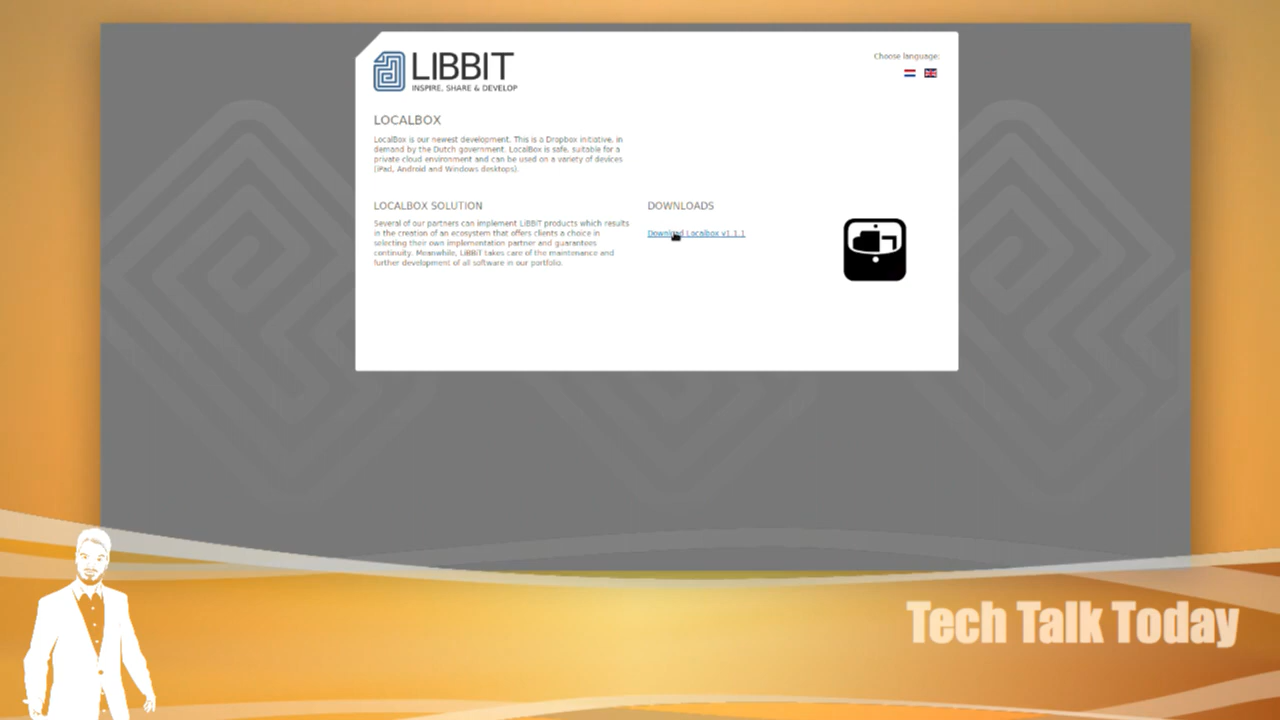 LIBBIT
INSPIRE, SHARE & DEVELOP
Choose language:
LOCALBOX
LocalBox is our newest development. This is a Dropbox initiative, in
demand by the Dutch government. LocalBox is safe, suitable for a
private cloud environment and can be used on a variety of devices
(iPad, Android and Windows desktops).
LOCALBOX SOLUTION
Several of our partners can implement LiBBiT products which results
in the creation of an ecosystem that offers clients a choice in
selecting their own implementation partner and guarantees
continuity. Meanwhile, LiBBiT takes care of the maintenance and
further development of all software in our portfolio.
DOWNLOADS
Download Localbox v1.1.1
Tech Talk Today